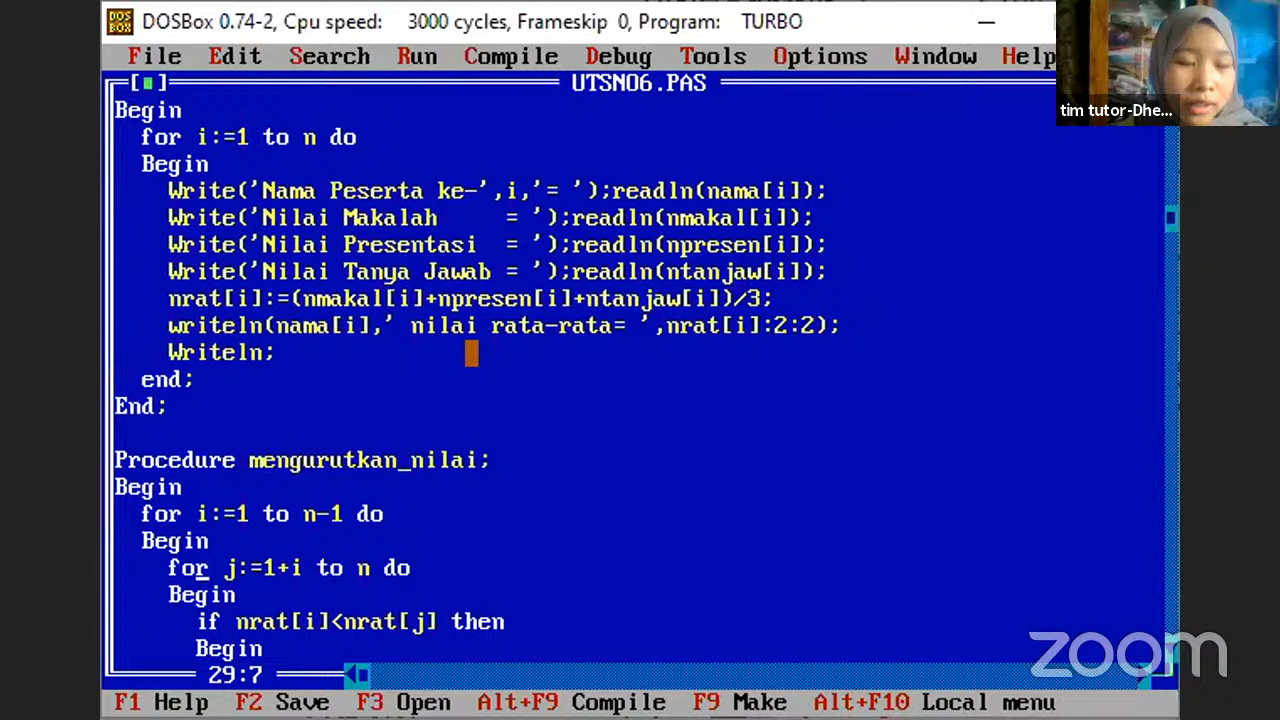 DOSBox 0.74-2, Cpu speed: 3000 cycles, Frameskip 0, Program: TURBO
File Edit Search Run Compile Debug Tools Options Window Help
UTSNO6.PAS
tim tutor-Dhe...
Begin
for i:=1 to n do
Begin
Write('Nama Peserta ke-',i,'= ');readln(nama[i]);
Write('Nilai Makalah     = ');readln(nmakal[i]);
Write('Nilai Presentasi  = ');readln(npresen[i]);
Write('Nilai Tanya Jawab = ');readln(ntanjaw[i]);
nrat[i]:=(nmakal[i]+npresen[i]+ntanjaw[i])/3;
writeln(nama[i],' nilai rata-rata= ',nrat[i]:2:2);
Writeln;
end;
End;
Procedure mengurutkan_nilai;
Begin
for i:=1 to n-1 do
Begin
for j:=1+i to n do
Begin
if nrat[i]<nrat[j] then
Begin
29:7
zoom
F1 Help F2 Save F3 Open Alt+F9 Compile F9 Make Alt+F10 Local menu